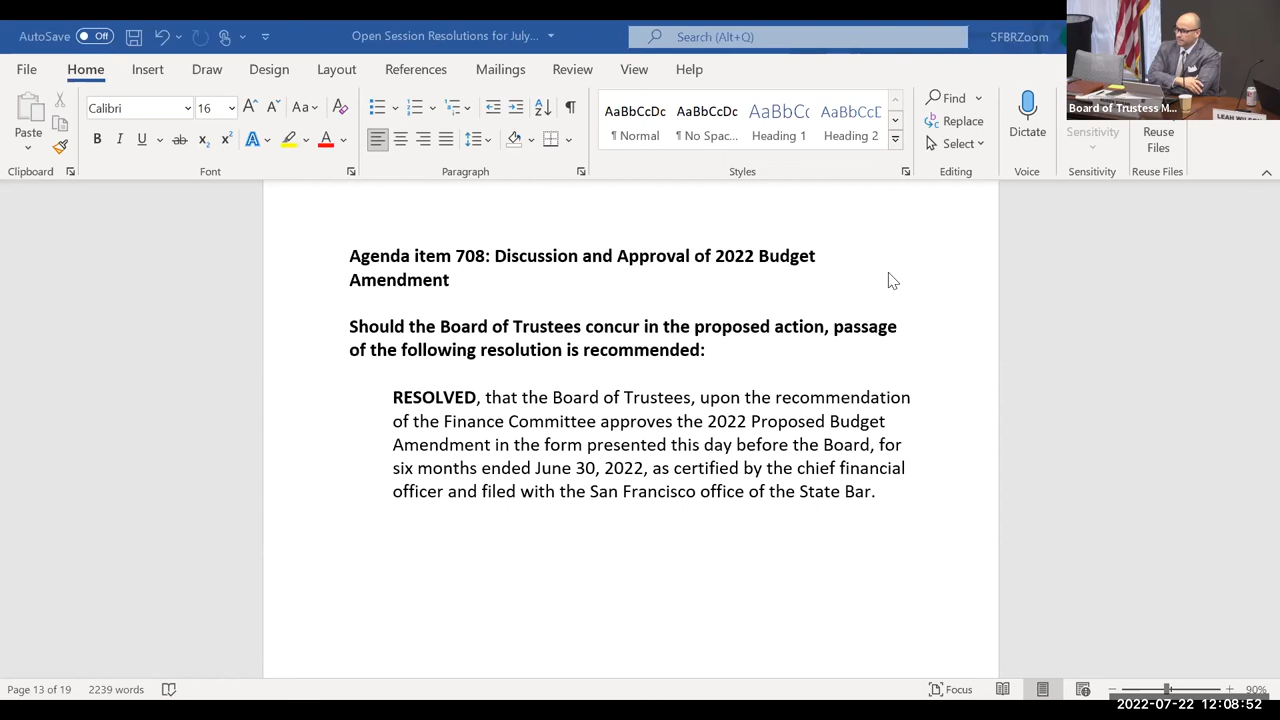 AutoSave Off Open Session Resolutions for July... Search (Alt+Q) SFBRZoom
File Home Insert Draw Design Layout References Mailings Review View Help
Board of Trustess M...
LEAH WILSON
Paste
Calibri 16 Aa
AaBbCcDc AaBbCcDc AaBbCc AaBbCcD
¶ Normal ¶ No Spac... Heading 1 Heading 2
Find
Replace
Select
Dictate
Sensitivity
Reuse
Files
Clipboard Font Paragraph Styles Editing Voice Sensitivity Reuse Files
Agenda item 708: Discussion and Approval of 2022 Budget
Amendment
Should the Board of Trustees concur in the proposed action, passage
of the following resolution is recommended:
RESOLVED, that the Board of Trustees, upon the recommendation
of the Finance Committee approves the 2022 Proposed Budget
Amendment in the form presented this day before the Board, for
six months ended June 30, 2022, as certified by the chief financial
officer and filed with the San Francisco office of the State Bar.
Page 13 of 19 2239 words Focus 90%
2022-07-22 12:08:52